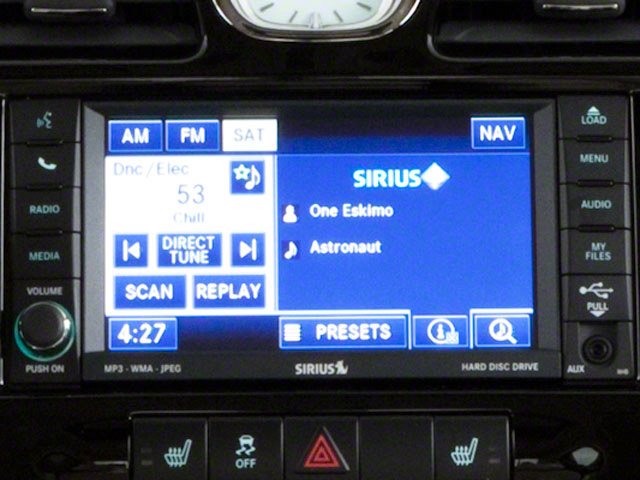 AM FM SAT NAV
Dnc/Elec
53
Chill
SIRIUS
One Eskimo
Astronaut
DIRECT
TUNE
SCAN REPLAY
4:27 PRESETS
RADIO
MEDIA
VOLUME
PUSH ON
LOAD
MENU
AUDIO
MY
FILES
PULL
AUX
MP3 - WMA - JPEG SIRIUS HARD DISC DRIVE
OFF